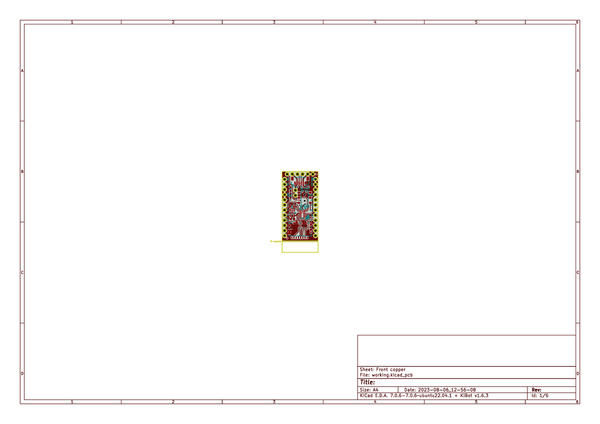 1 2 3 4 5 6
A A
B B
C C
D D
Sheet: Front copper
File: working.kicad_pcb
Title:
Size: A4 Date: 2023-08-06_12-56-08 Rev:
KiCad E.D.A. 7.0.6-7.0.6~ubuntu22.04.1 + KiBot v1.6.3 Id: 1/6
1 2 3 4 5 6